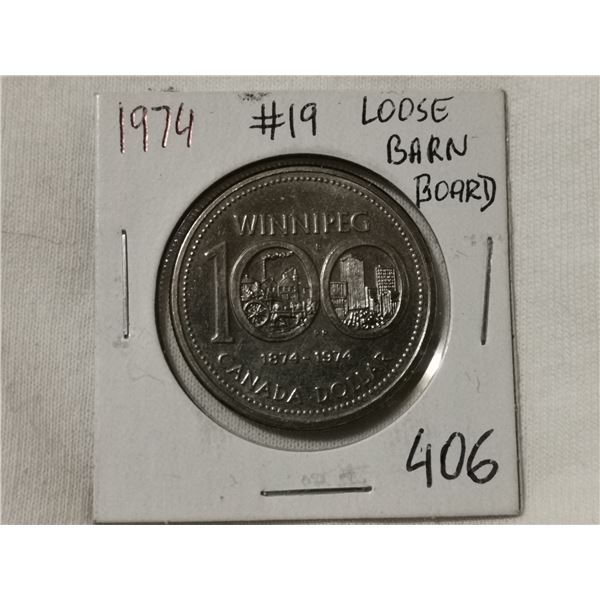 1974 #19 LOOSE
BARN
BOARD
WINNIPEG
100
1874-1974
CANADA DOLLAR
406